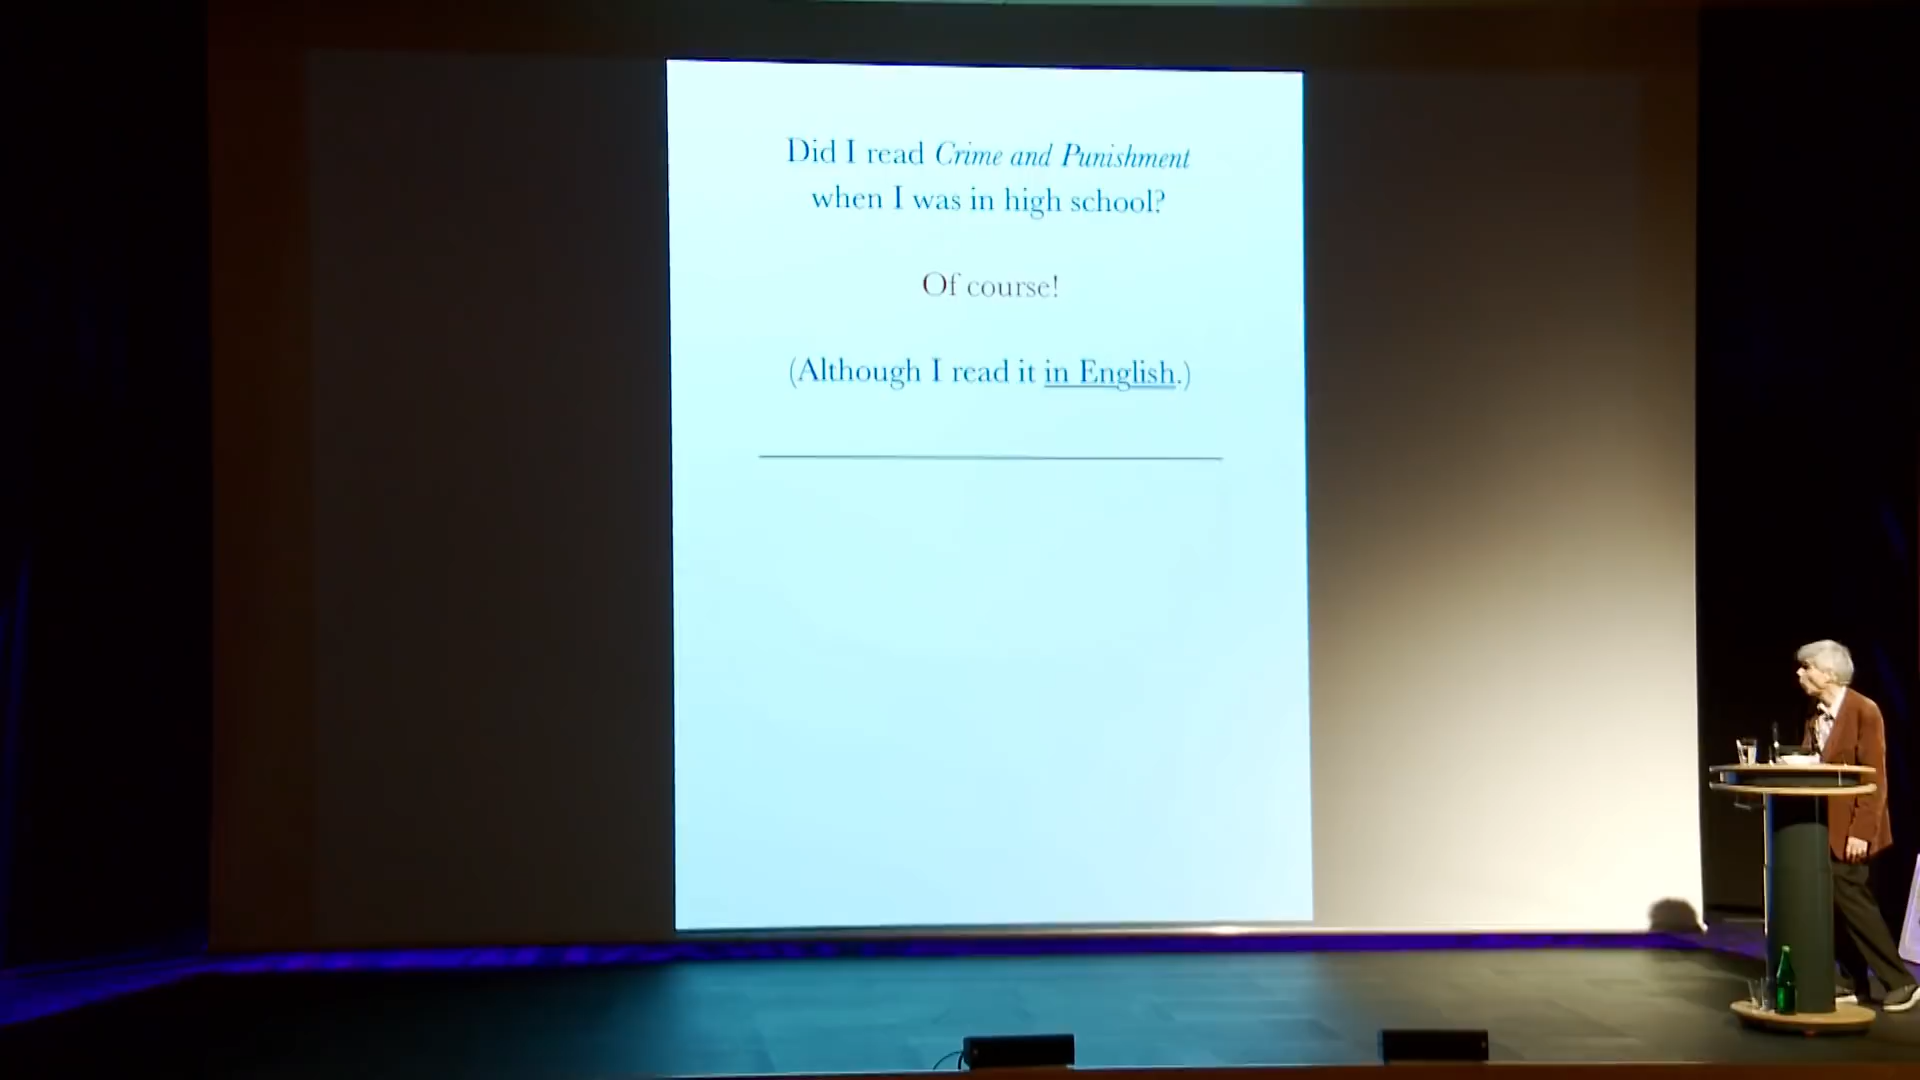 Did I read Crime and Punishment
when I was in high school?
Of course!
(Although I read it in English.)